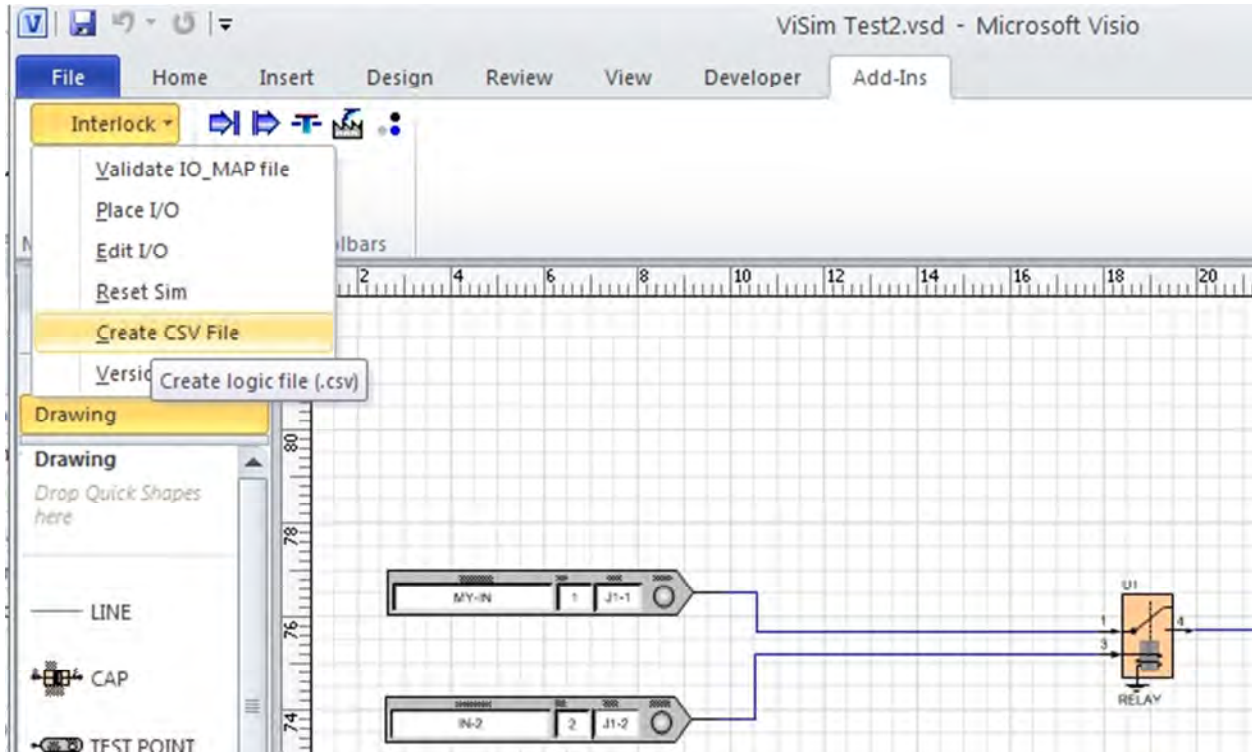 ViSim Test2.vsd - Microsoft Visio
File Home Insert Design Review View Developer Add-Ins
Interlock
Validate IO_MAP file
Place I/O
Edit I/O
Reset Sim
Create CSV File
Create logic file (.csv)
2 4 6 8 10 12 14 16 18 20
Drawing
Drawing
Drop Quick Shapes
here
LINE
CAP
TEST POINT
80
78
76
74
MY-IN 1 J1-1
IN-2 2 J1-2
U1
1
3
4
RELAY